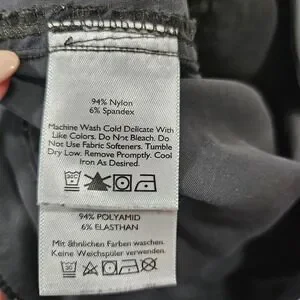 94% Nylon
6% Spandex
Machine Wash Cold Delicate With
Like Colors. Do Not Bleach. Do
Not Use Fabric Softeners. Tumble
Dry Low. Remove Promptly. Cool
Iron As Desired.
94% POLYAMID
6% ELASTHAN
Mit ähnlichen Farben waschen.
Keine Weichspüler verwenden.